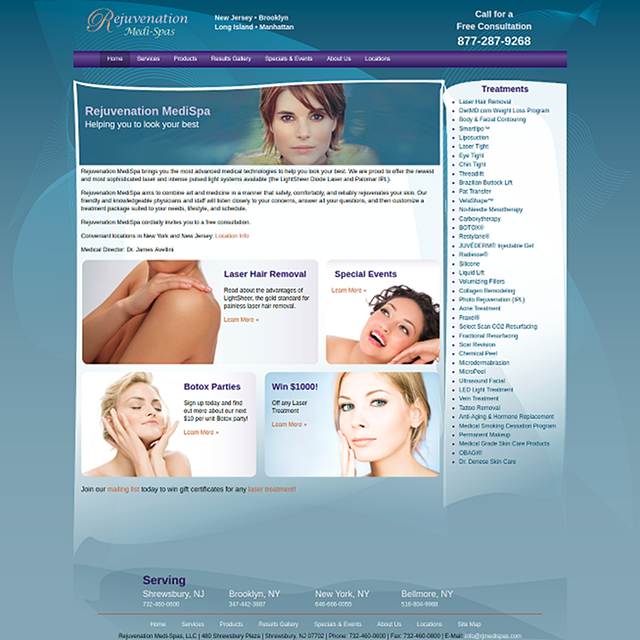 Rejuvenation
Medi-Spas
New Jersey • Brooklyn
Long Island • Manhattan
Call for a
Free Consultation
877-287-9268
Home Services Products Results Gallery Specials & Events About Us Locations
Rejuvenation MediSpa
Helping you to look your best
Rejuvenation MediSpa brings you the most advanced medical technologies to help you look your best. We are proud to offer the newest
and most sophisticated laser and intense pulsed light systems available (the LightSheer Diode Laser and Palomar IPL).
Rejuvenation MediSpa aims to combine art and medicine in a manner that safely, comfortably, and reliably rejuvenates your skin. Our
friendly and knowledgeable physicians and staff will listen closely to your concerns, answer all your questions, and then customize a
treatment package suited to your needs, lifestyle, and schedule.
Rejuvenation MediSpa cordially invites you to a free consultation.
Convenient locations in New York and New Jersey: Location Info
Medical Director: Dr. James Avellini
Laser Hair Removal
Read about the advantages of
LightSheer, the gold standard for
painless laser hair removal.
Learn More »
Special Events
Learn More »
Botox Parties
Sign up today and find
out more about our next
$10 per unit Botox party!
Learn More »
Win $1000!
Off any Laser
Treatment
Learn More »
Join our mailing list today to win gift certificates for any laser treatment!
Treatments
Laser Hair Removal
DietMD.com Weight Loss Program
Body & Facial Contouring
Smartlipo™
Liposuction
Laser Tight
Eye Tight
Chin Tight
Threadlift
Brazilian Buttock Lift
Fat Transfer
VelaShape™
No-Needle Mesotherapy
Carboxytherapy
BOTOX®
Restylane®
JUVÉDERM® Injectable Gel
Radiesse®
Silicone
Liquid Lift
Volumizing Fillers
Collagen Remodeling
Photo Rejuvenation (IPL)
Acne Treatment
Fraxel®
Select Scan CO2 Resurfacing
Fractional Resurfacing
Scar Revision
Chemical Peel
Microdermabrasion
MicroPeel
Ultrasound Facial
LED Light Treatment
Vein Treatment
Tattoo Removal
Anti-Aging & Hormone Replacement
Medical Smoking Cessation Program
Permanent Makeup
Medical Grade Skin Care Products
OBAGI®
Dr. Denese Skin Care
Serving
Shrewsbury, NJ Brooklyn, NY New York, NY Bellmore, NY
732-460-0600 347-442-3987 646-666-0055 516-804-9988
Home Services Products Results Gallery Specials & Events About Us Locations Site Map
Rejuvenation Medi-Spas, LLC | 480 Shrewsbury Plaza | Shrewsbury, NJ 07702 | Phone: 732-460-0600 | Fax: 732-460-0800 | E-Mail: info@rjmedispas.com